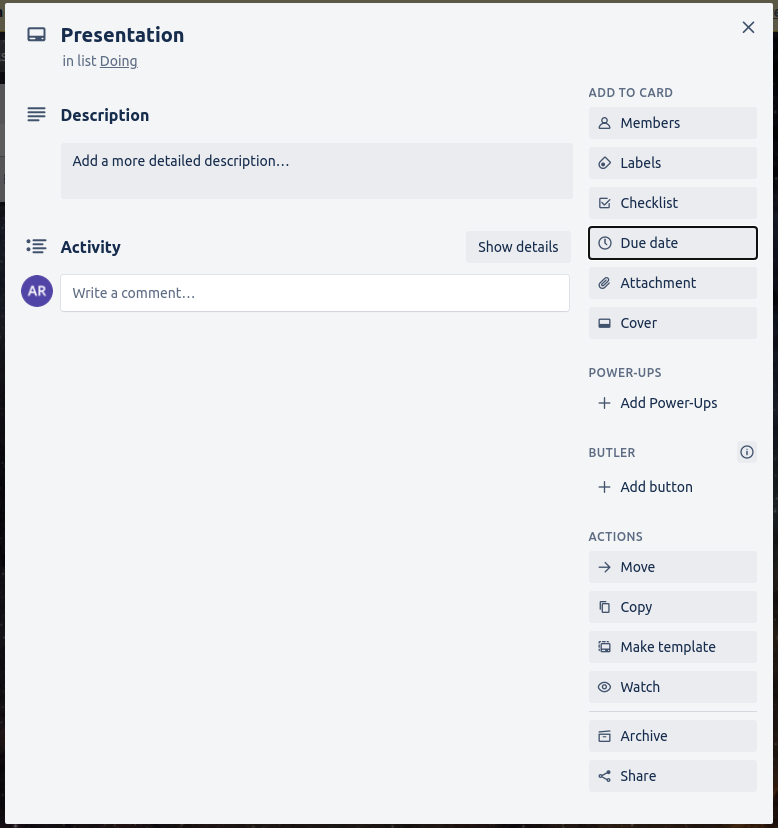 Presentation
in list Doing
Description
Add a more detailed description…
Activity
Show details
AR
Write a comment…
ADD TO CARD
Members
Labels
Checklist
Due date
Attachment
Cover
POWER-UPS
Add Power-Ups
BUTLER
Add button
ACTIONS
Move
Copy
Make template
Watch
Archive
Share